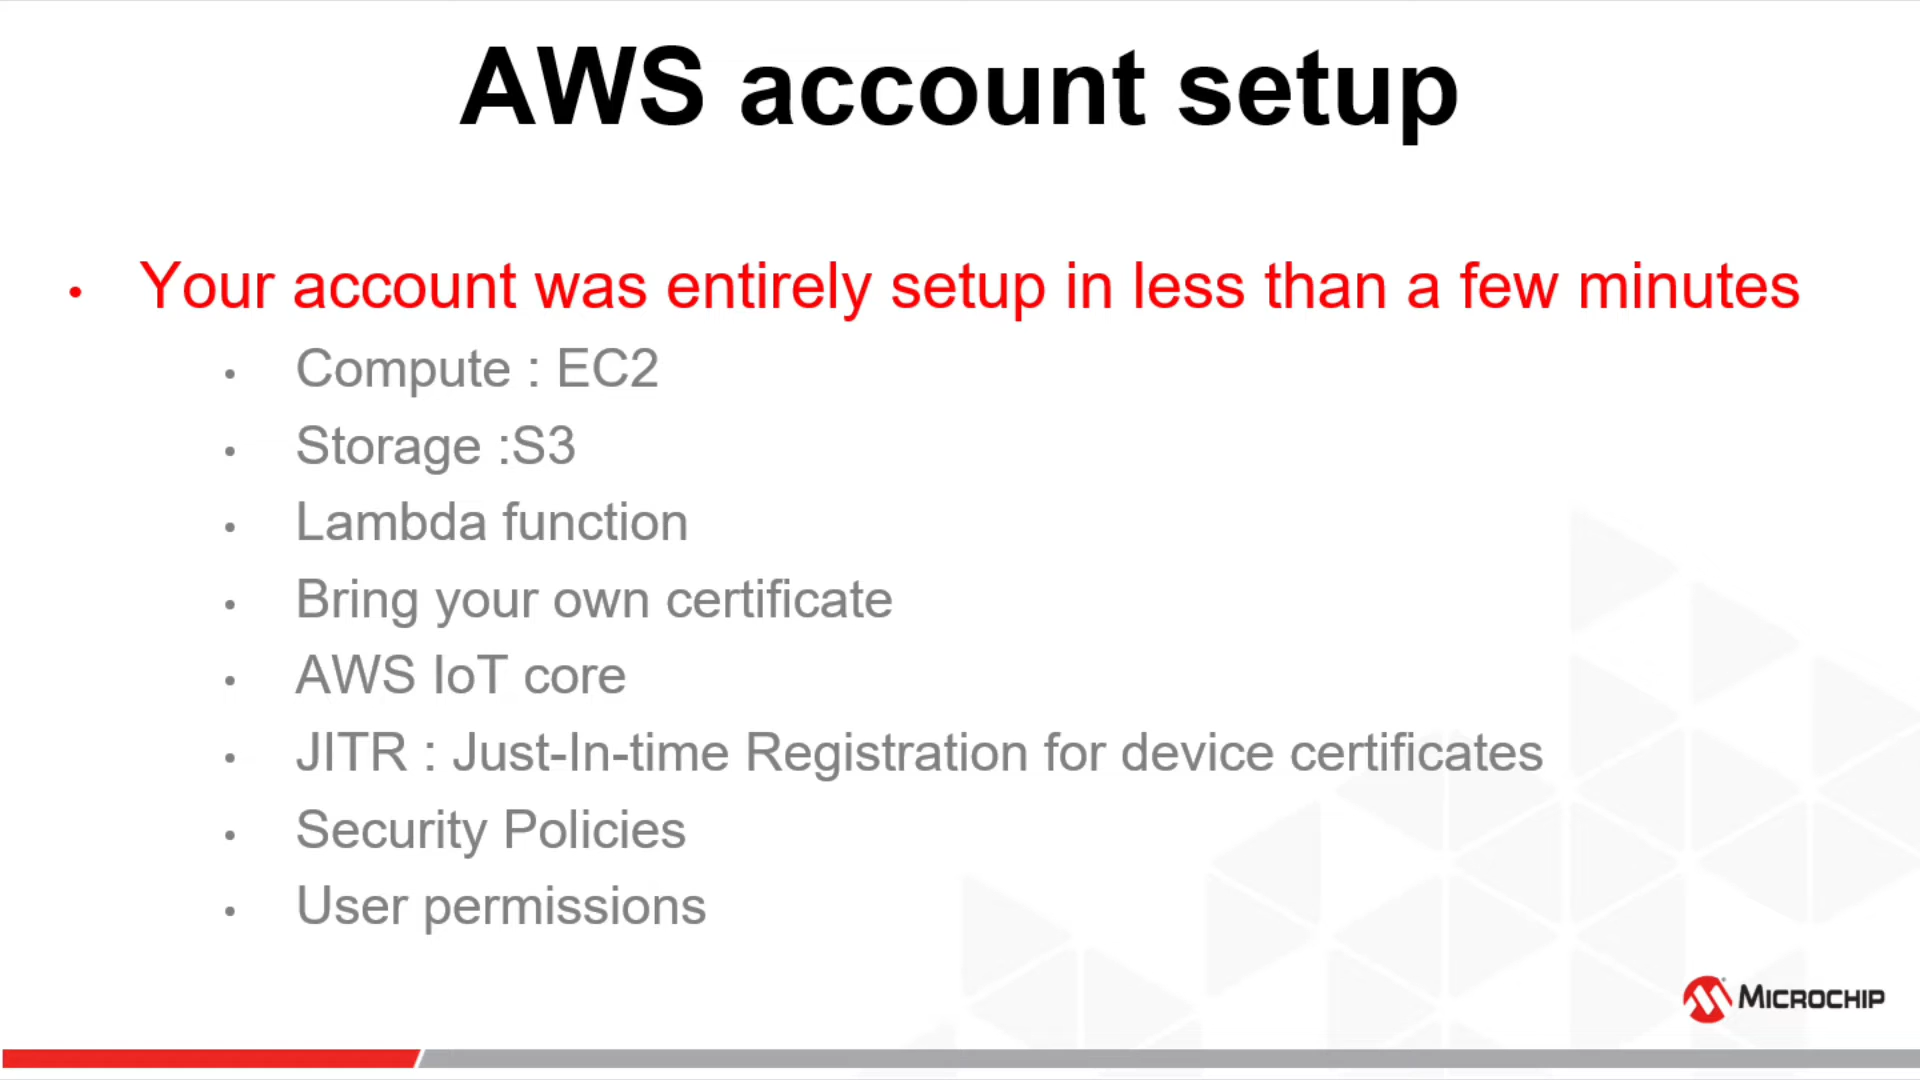 AWS account setup
• Your account was entirely setup in less than a few minutes
• Compute : EC2
• Storage :S3
• Lambda function
• Bring your own certificate
• AWS IoT core
• JITR : Just-In-time Registration for device certificates
• Security Policies
• User permissions
MICROCHIP